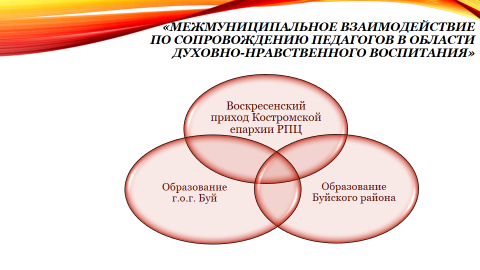 «МЕЖМУНИЦИПАЛЬНОЕ ВЗАИМОДЕЙСТВИЕ
ПО СОПРОВОЖДЕНИЮ ПЕДАГОГОВ В ОБЛАСТИ
ДУХОВНО-НРАВСТВЕННОГО ВОСПИТАНИЯ»
Воскресенский
приход Костромской
епархии РПЦ
Образование
г.о.г. Буй
Образование
Буйского района